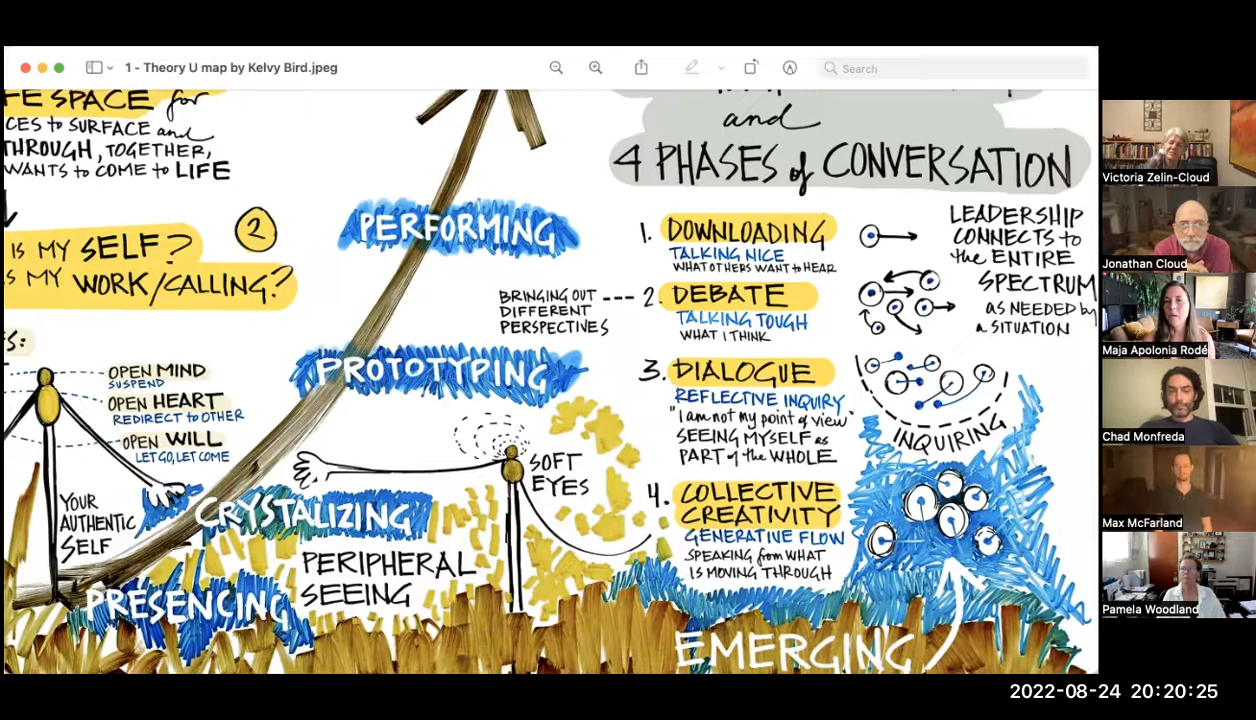 1 - Theory U map by Kelvy Bird.jpeg
Search
FE SPACE for
CES to SURFACE and
THROUGH, TOGETHER,
WANTS to COME to LIFE
2
IS MY SELF?
S MY WORK/CALLING?
S:
OPEN MIND
SUSPEND
OPEN HEART
REDIRECT to OTHER
OPEN WILL
LET GO, LET COME
YOUR
AUTHENTIC
SELF
PERFORMING
PROTOTYPING
CRYSTALIZING
PRESENCING
PERIPHERAL
SEEING
SOFT
EYES
BRINGING OUT
DIFFERENT
PERSPECTIVES
and
4 PHASES of CONVERSATION
1. DOWNLOADING
TALKING NICE
WHAT OTHERS WANT to HEAR
2. DEBATE
TALKING TOUGH
WHAT I THINK
3. DIALOGUE
REFLECTIVE INQUIRY
"I am not my point of view"
SEEING MYSELF as
PART of the WHOLE
4. COLLECTIVE
CREATIVITY
GENERATIVE FLOW
SPEAKING from WHAT
IS MOVING THROUGH
LEADERSHIP
CONNECTS to
the ENTIRE
SPECTRUM
AS NEEDED by
a SITUATION
INQUIRING
EMERGING
Victoria Zelin-Cloud
Jonathan Cloud
Maja Apolonia Rodé
Chad Monfreda
Max McFarland
Pamela Woodland
2022-08-24 20:20:25